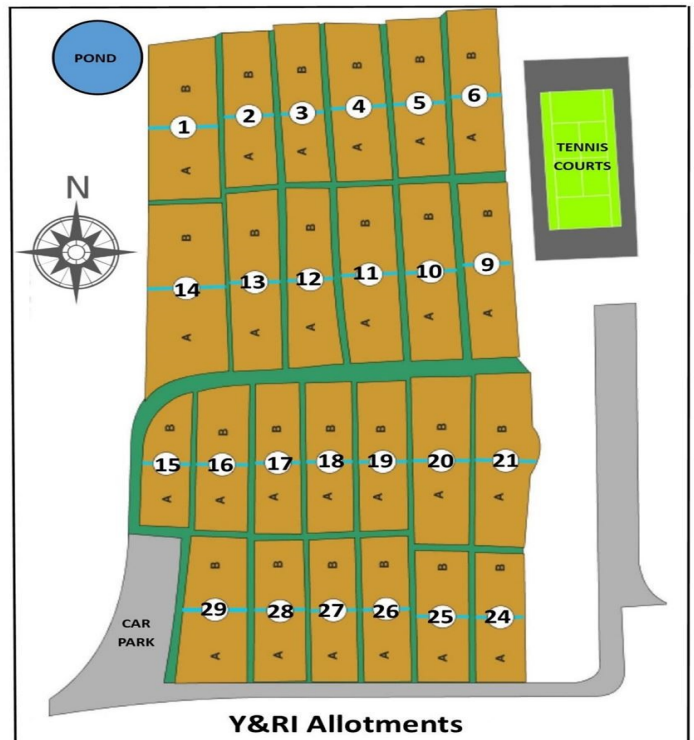 POND
B B B B B B
1 2 3 4 5 6
A A A A A A
TENNIS
COURTS
N
B B B B B B
14 13 12 11 10 9
A A A A A A
B B B B B B B
15 16 17 18 19 20 21
A A A A A A A
B B B B B B
29 28 27 26 25 24
A A A A A A
CAR
PARK
Y&RI Allotments